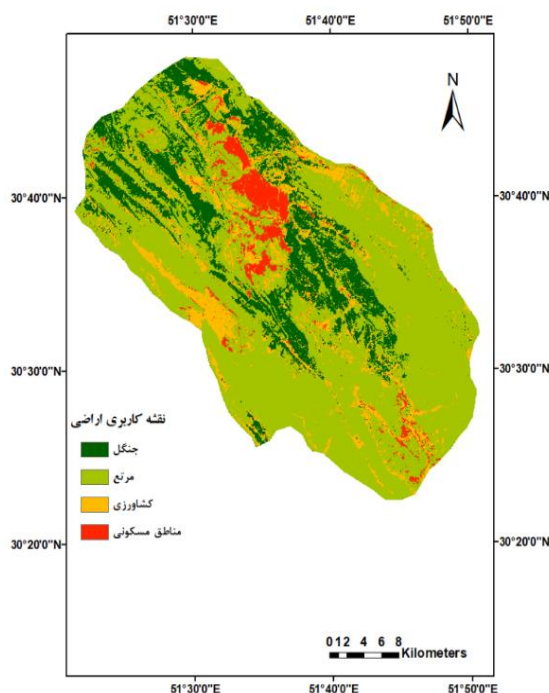 51°30'0"E 51°40'0"E 51°50'0"E
N
30°40'0"N 30°40'0"N
30°30'0"N 30°30'0"N
نقشه کاربری اراضی
جنگل
مرتع
کشاورزی
مناطق مسکونی
30°20'0"N 30°20'0"N
0 1 2 4 6 8
Kilometers
51°30'0"E 51°40'0"E 51°50'0"E